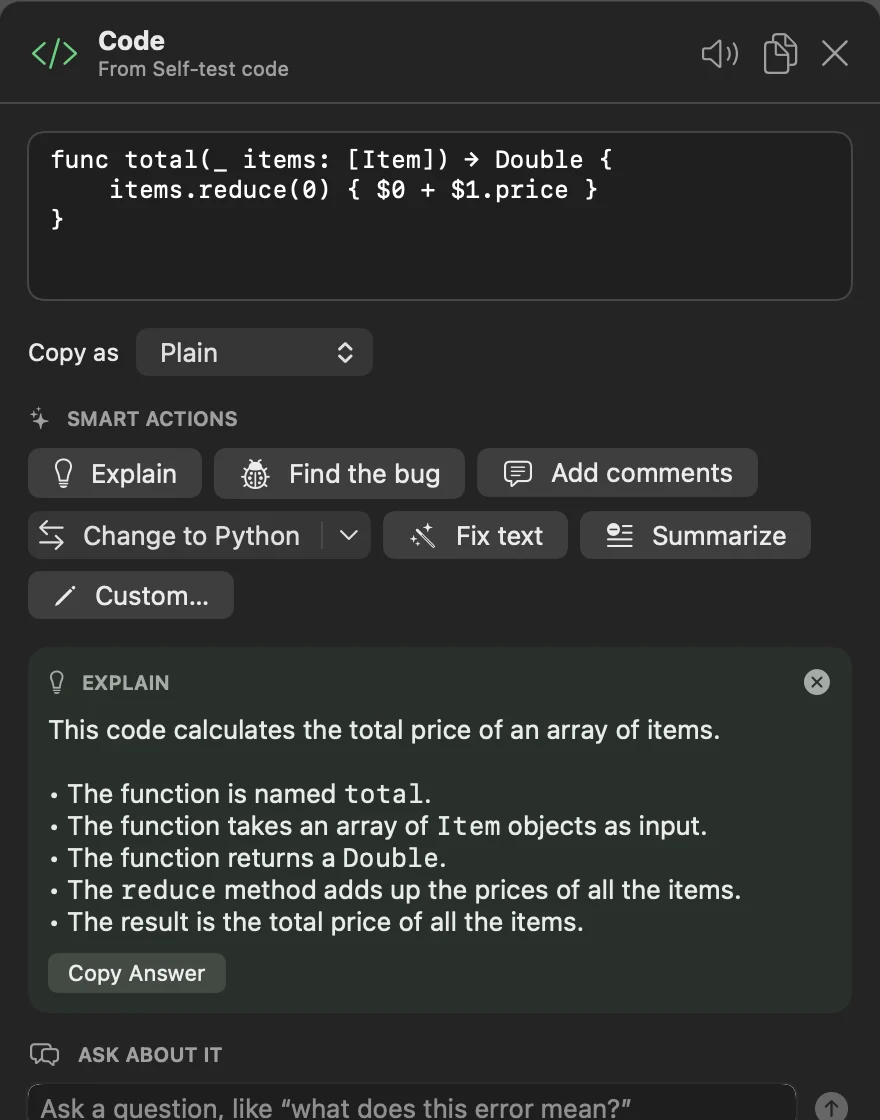 Code
From Self-test code
func total(_ items: [Item]) → Double {
    items.reduce(0) { $0 + $1.price }
}
Copy as Plain
SMART ACTIONS
Explain Find the bug Add comments
Change to Python Fix text Summarize
Custom...
EXPLAIN
This code calculates the total price of an array of items.
• The function is named total.
• The function takes an array of Item objects as input.
• The function returns a Double.
• The reduce method adds up the prices of all the items.
• The result is the total price of all the items.
Copy Answer
ASK ABOUT IT
Ask a question, like “what does this error mean?”